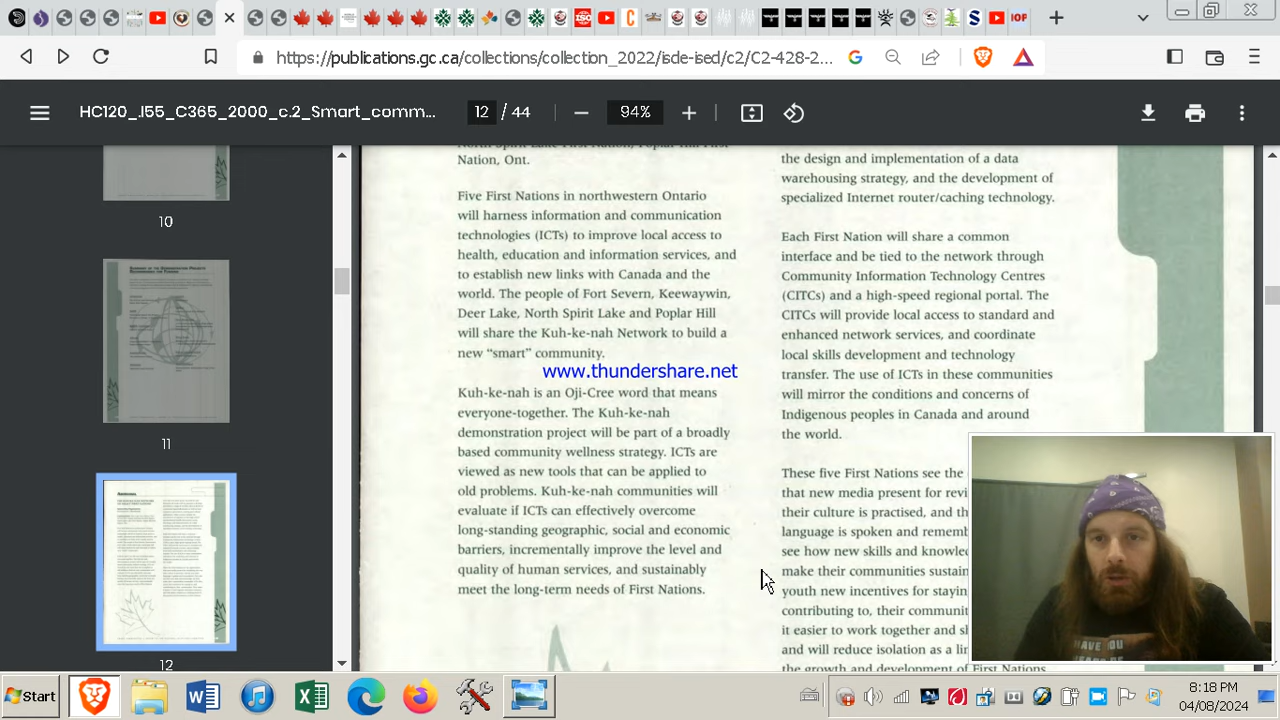 IOF
https://publications.gc.ca/collections/collection_2022/isde-ised/c2/C2-428-2...
HC120_.I55_C365_2000_c.2_Smart_comm...
12 / 44
94%
10
11
12
Nation, Ont.
Five First Nations in northwestern Ontario
will harness information and communication
technologies (ICTs) to improve local access to
health, education and information services, and
to establish new links with Canada and the
world. The people of Fort Severn, Keewaywin,
Deer Lake, North Spirit Lake and Poplar Hill
will share the Kuh-ke-nah Network to build a
new “smart” community.
www.thundershare.net
Kuh-ke-nah is an Oji-Cree word that means
everyone-together. The Kuh-ke-nah
demonstration project will be part of a broadly
based community wellness strategy. ICTs are
viewed as new tools that can be applied to
old problems. Kuh-ke-nah communities will
evaluate if ICTs can effectively overcome
long-standing geographic, social and economic
barriers, incrementally improve the level and
quality of human services, and sustainably
meet the long-term needs of First Nations.
the design and implementation of a data
warehousing strategy, and the development of
specialized Internet router/caching technology.
Each First Nation will share a common
interface and be tied to the network through
Community Information Technology Centres
(CITCs) and a high-speed regional portal. The
CITCs will provide local access to standard and
enhanced network services, and coordinate
local skills development and technology
transfer. The use of ICTs in these communities
will mirror the conditions and concerns of
Indigenous peoples in Canada and around
the world.
These five First Nations see the
that new media present for revi
their culture is practised, and th
language is spoken and rememb
see how new skills and knowled
make their communities sustain
youth new incentives for stayin
contributing to, their communit
it easier to work together and sh
and will reduce isolation as a lin
the growth and development of First Nations
HAVE YOU
Start
8:18 PM
04/08/2024